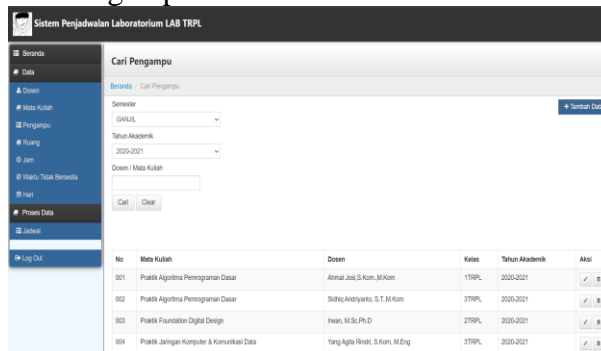 Sistem Penjadwalan Laboratorium LAB TRPL
Beranda
Data
Dosen
Mata Kuliah
Pengampu
Ruang
Jam
Waktu Tidak Bersedia
Hari
Proses Data
Jadwal
Log Out
Cari Pengampu
Beranda / Cari Pengampu
Semester
GANJIL
Tahun Akademik
2020-2021
Dosen / Mata Kuliah
Cari Clear
+ Tambah Data
No Mata Kuliah Dosen Kelas Tahun Akademik Aksi
001 Praktik Algoritma Pemrograman Dasar Ahmat Josi,S.Kom.,M.Kom 1TRPL 2020-2021
002 Praktik Algoritma Pemrograman Dasar Sidhiq Andriyanto, S.T.,M.Kom 3TRPL 2020-2021
003 Praktik Foundation Digital Design Irwan, M.Sc.Ph.D 2TRPL 2020-2021
004 Praktik Jaringan Komputer & Komunikasi Data Yang Agita Rindri, S.Kom, M.Eng 3TRPL 2020-2021